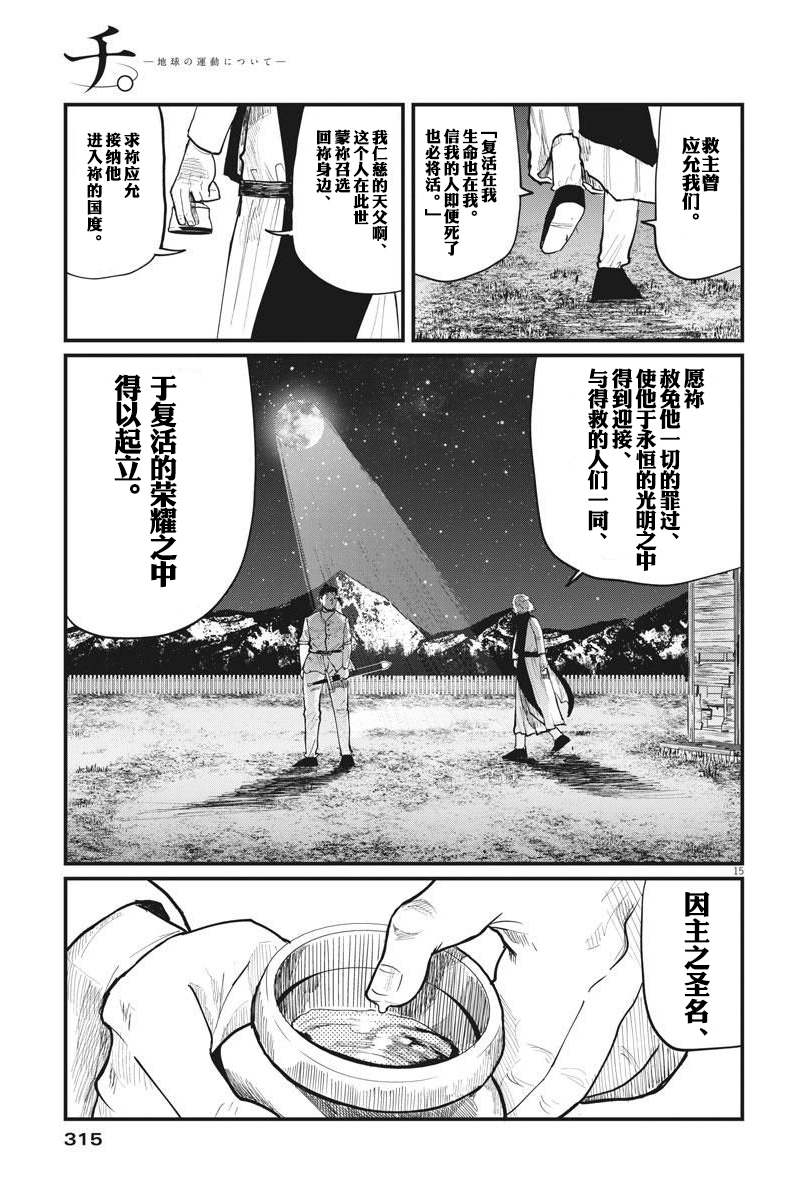 チ。
―地球の運動について―
救主曾
应允我们。
「复活在我
生命也在我。
信我的人即便死了
也必将活。」
我仁慈的天父啊、
这个人在此世
蒙祢召选
回祢身边、
求祢应允
接纳他
进入祢的国度。
愿祢
赦免他一切的罪过、
使他于永恒的光明之中
得到迎接、
与得救的人们一同、
于复活的荣耀之中
得以起立。
15
因主之圣名、
315